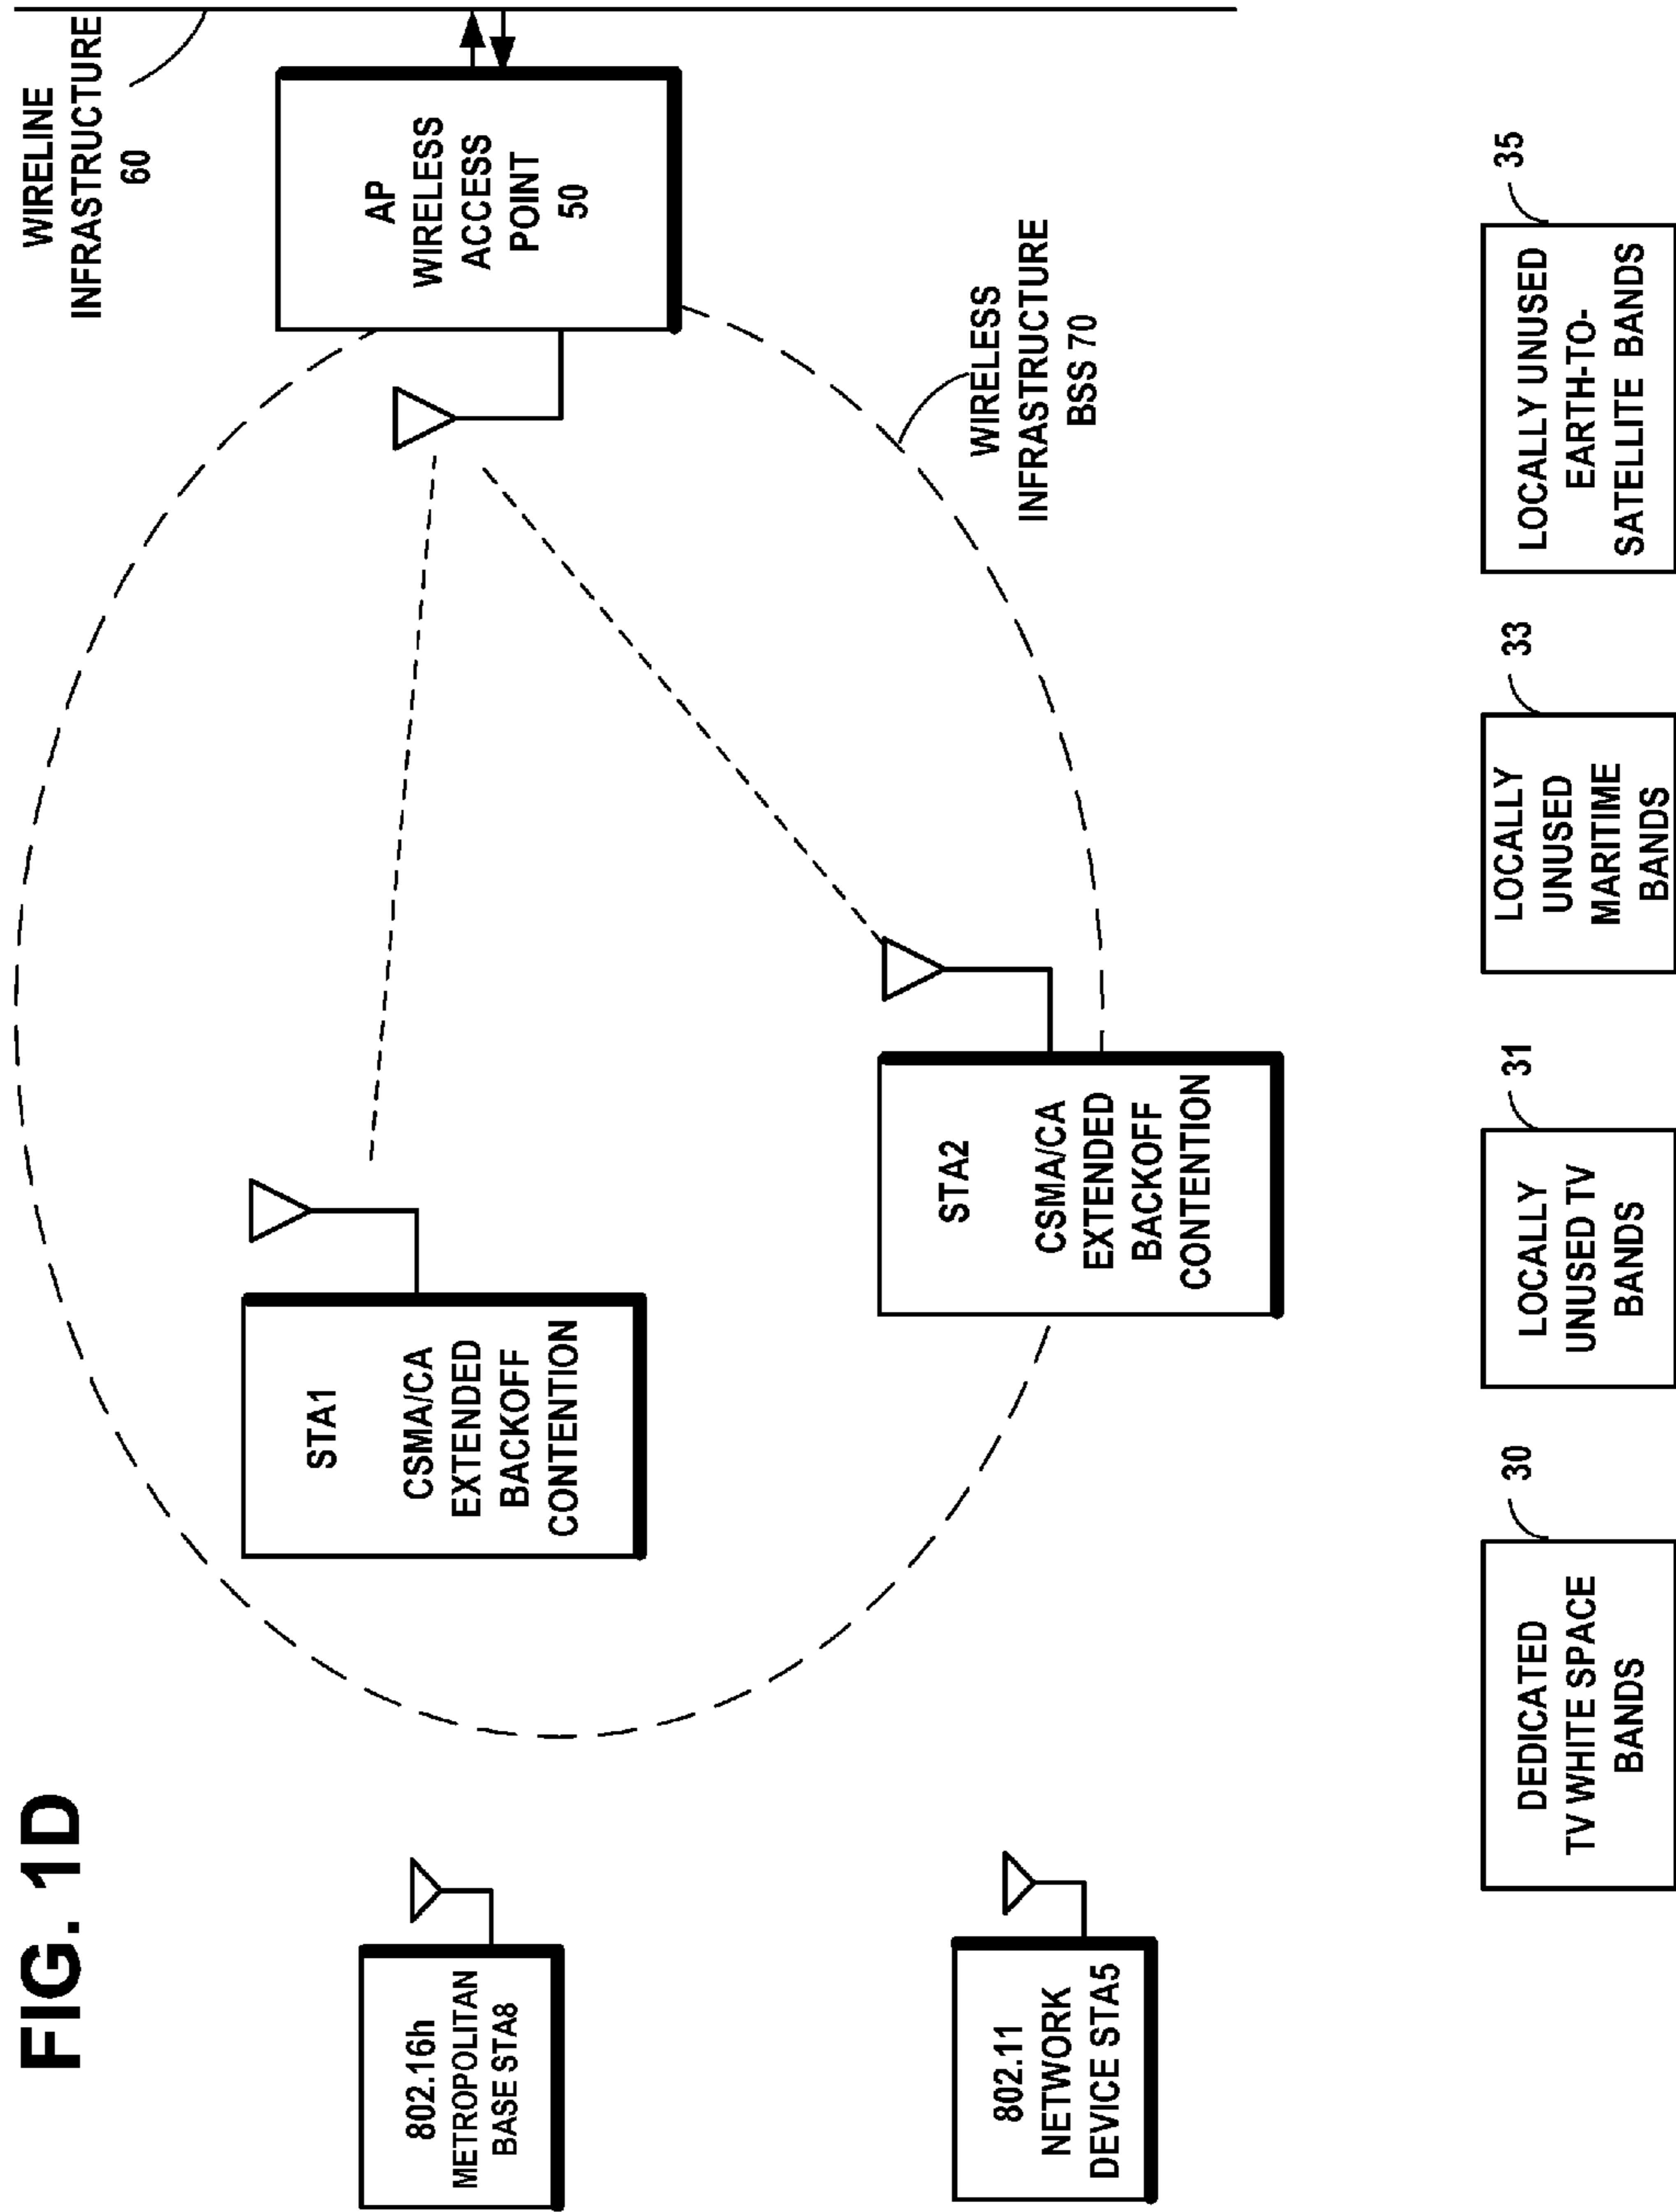 FIG. 1D
WIRELINE
INFRASTRUCTURE
60
802.16h
METROPOLITAN
BASE STA8
STA1
CSMA/CA
EXTENDED
BACKOFF
CONTENTION
AP
WIRELESS
ACCESS
POINT
50
802.11
NETWORK
DEVICE STA5
STA2
CSMA/CA
EXTENDED
BACKOFF
CONTENTION
WIRELESS
INFRASTRUCTURE
BSS 70
30
DEDICATED
TV WHITE SPACE
BANDS
31
LOCALLY
UNUSED TV
BANDS
33
LOCALLY
UNUSED
MARITIME
BANDS
35
LOCALLY UNUSED
EARTH-TO-
SATELLITE BANDS